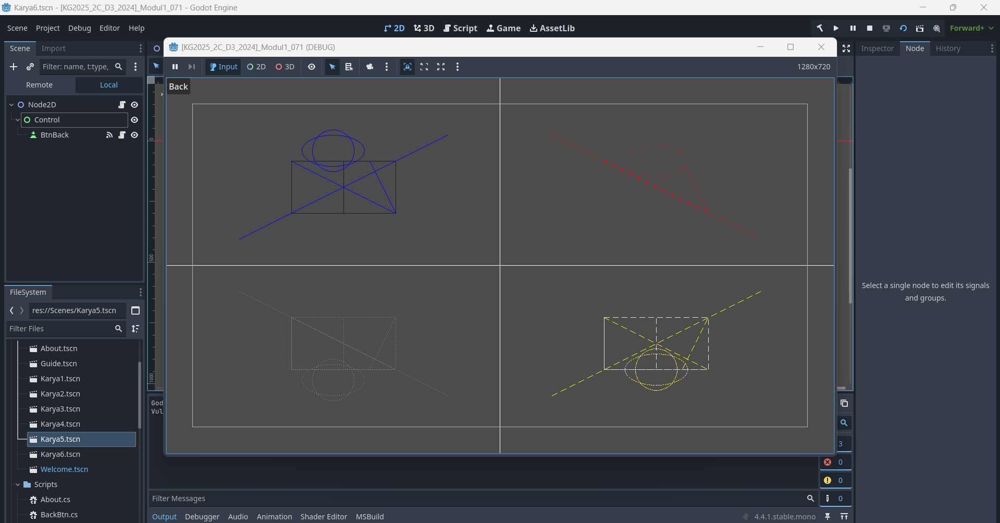 Karya6.tscn - [KG2025_2C_D3_2024]_Modul1_071 - Godot Engine
Scene Project Debug Editor Help
2D 3D Script Game AssetLib
Forward+
Scene Import
[KG2025_2C_D3_2024]_Modul1_071 (DEBUG)
Inspector Node History
Filter: name, t:type,
Input 2D 3D
1280x720
Remote Local
Back
Node2D
Control
BtnBack
0
500
1000
FileSystem
res://Scenes/Karya5.tscn
Filter Files
About.tscn
Guide.tscn
Karya1.tscn
Karya2.tscn
Karya3.tscn
Karya4.tscn
Karya5.tscn
Karya6.tscn
Welcome.tscn
Scripts
About.cs
BackBtn.cs
Select a single node to edit its signals
and groups.
God
Vul
3
0
0
0
Filter Messages
Output Debugger Audio Animation Shader Editor MSBuild
4.4.1.stable.mono